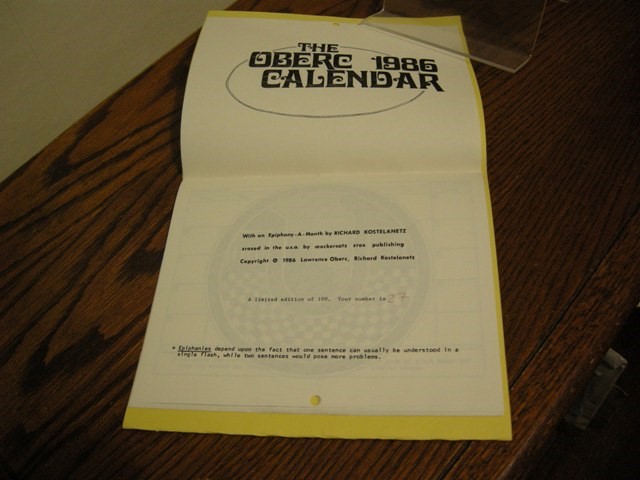 THE
OBERC 1986
CALENDAR
With an Epiphany-A-Month by RICHARD KOSTELANETZ
xroxed in the u.s.a. by mockersatz zrox publishing
Copyright © 1986 Lawrence Oberc, Richard Kostelanetz
A limited edition of 100. Your number is 27
* Epiphanies depend upon the fact that one sentence can usually be understood in a
single flash, while two sentences would pose more problems.